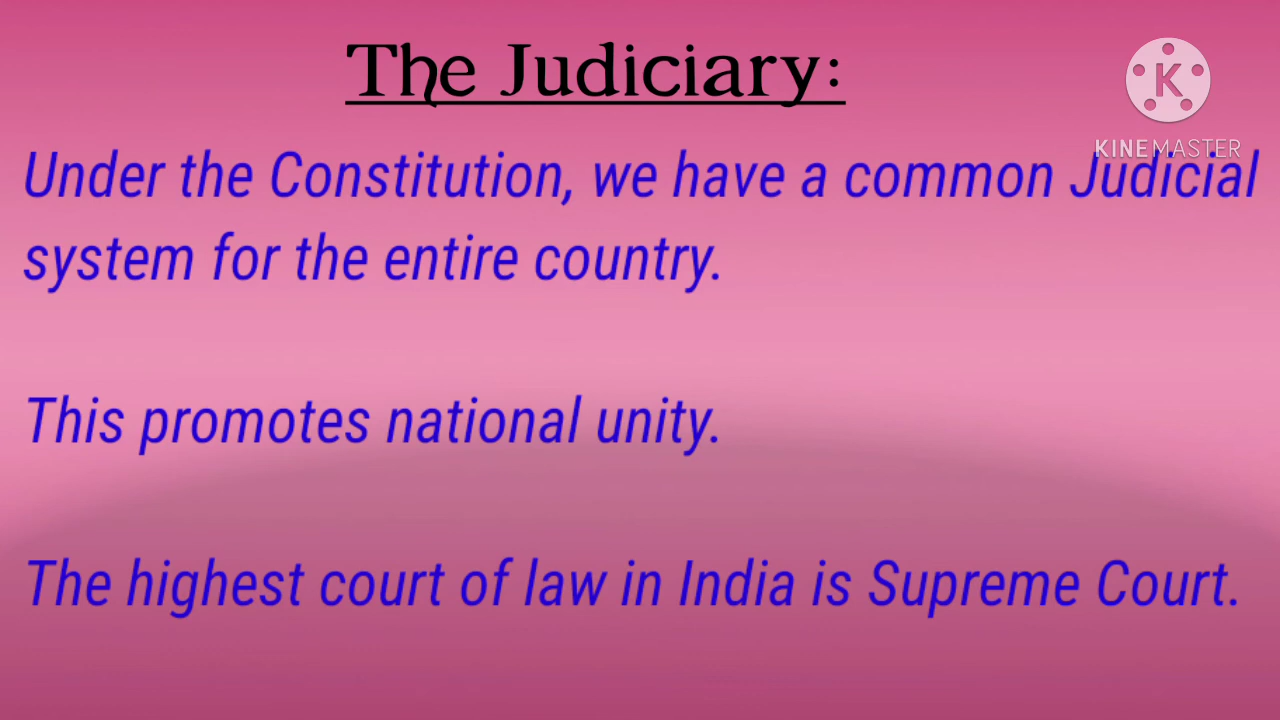 The Judiciary:
K
KINEMASTER
Under the Constitution, we have a common Judicial
system for the entire country.
This promotes national unity.
The highest court of law in India is Supreme Court.